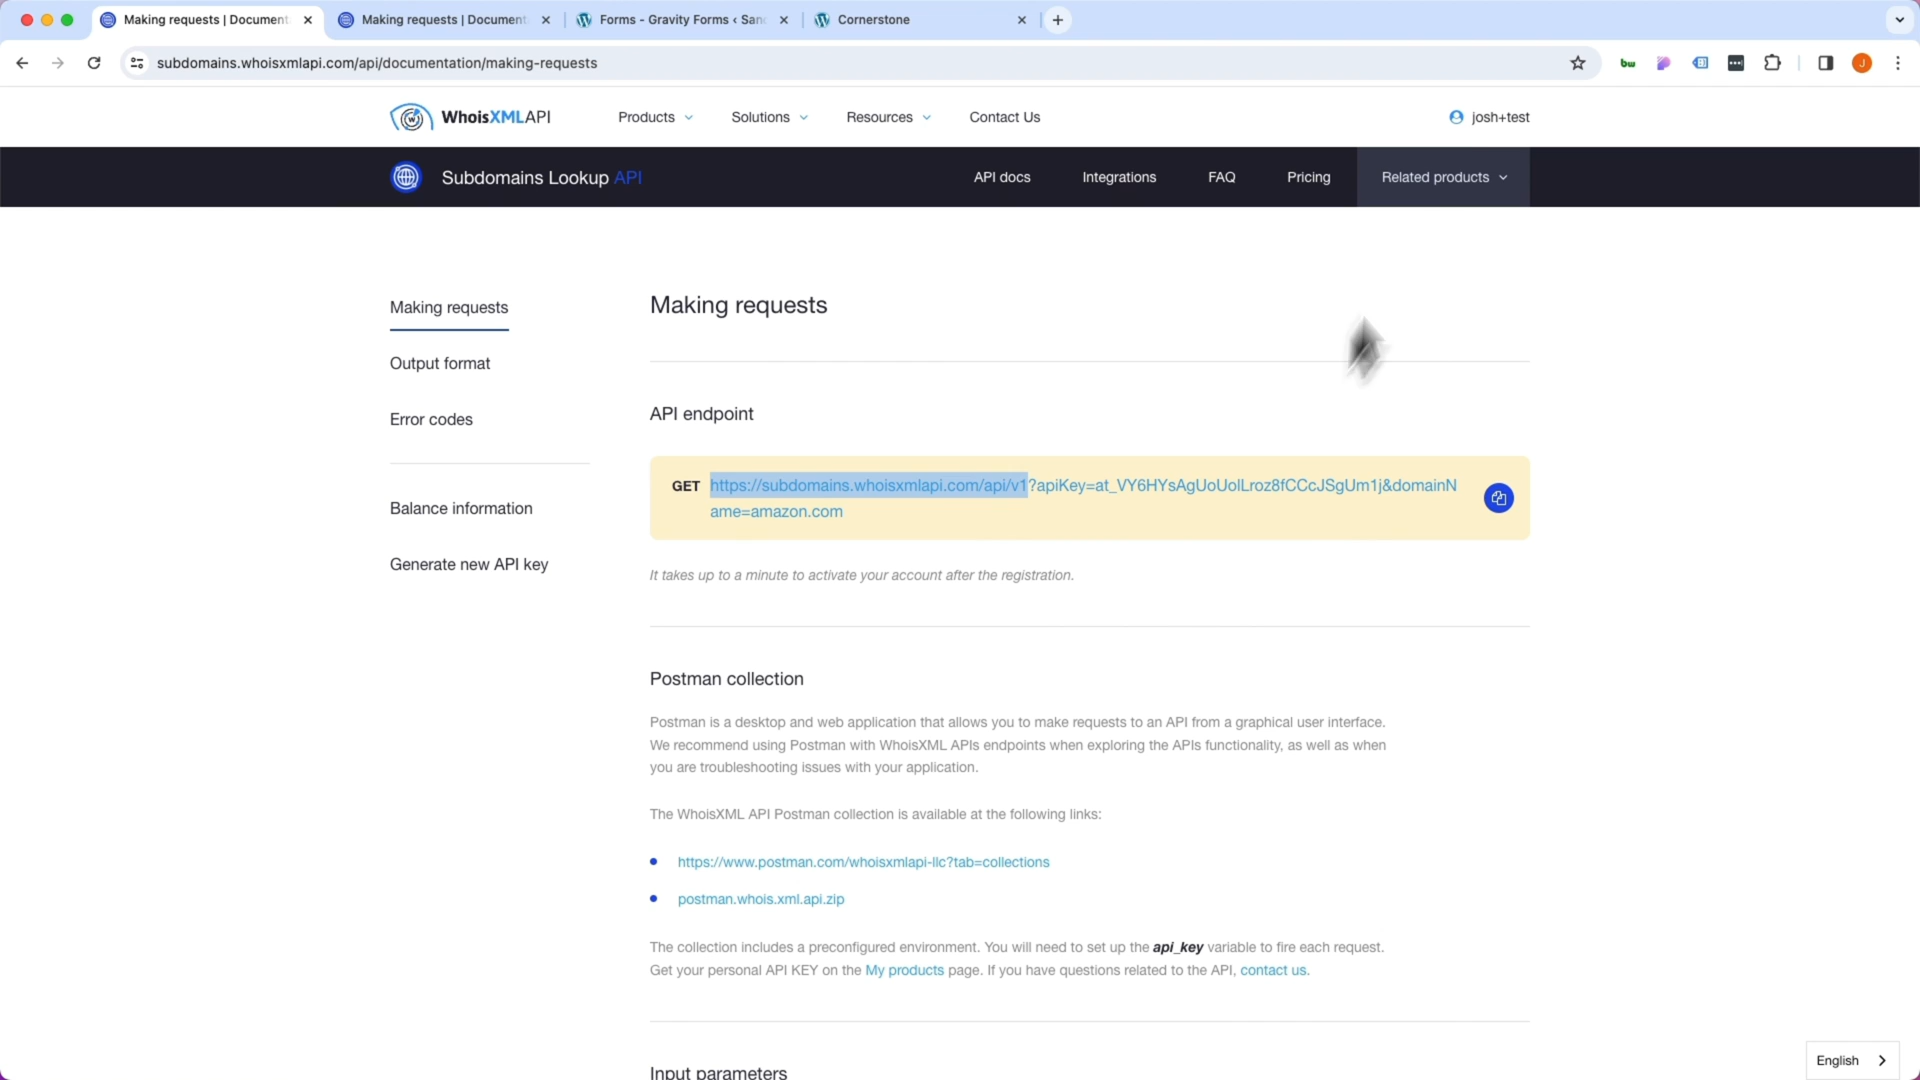 Making requests | Document
Making requests | Document
Forms - Gravity Forms ‹ San
Cornerstone
subdomains.whoisxmlapi.com/api/documentation/making-requests
bw
J
WhoisXMLAPI
Products
Solutions
Resources
Contact Us
josh+test
Subdomains Lookup API
API docs
Integrations
FAQ
Pricing
Related products
Making requests
Output format
Error codes
Balance information
Generate new API key
Making requests
API endpoint
GET https://subdomains.whoisxmlapi.com/api/v1?apiKey=at_VY6HYsAgUoUolLroz8fCCcJSgUm1j&domainN
ame=amazon.com
It takes up to a minute to activate your account after the registration.
Postman collection
Postman is a desktop and web application that allows you to make requests to an API from a graphical user interface.
We recommend using Postman with WhoisXML APIs endpoints when exploring the APIs functionality, as well as when
you are troubleshooting issues with your application.
The WhoisXML API Postman collection is available at the following links:
https://www.postman.com/whoisxmlapi-llc?tab=collections
postman.whois.xml.api.zip
The collection includes a preconfigured environment. You will need to set up the api_key variable to fire each request.
Get your personal API KEY on the My products page. If you have questions related to the API, contact us.
Input parameters
English